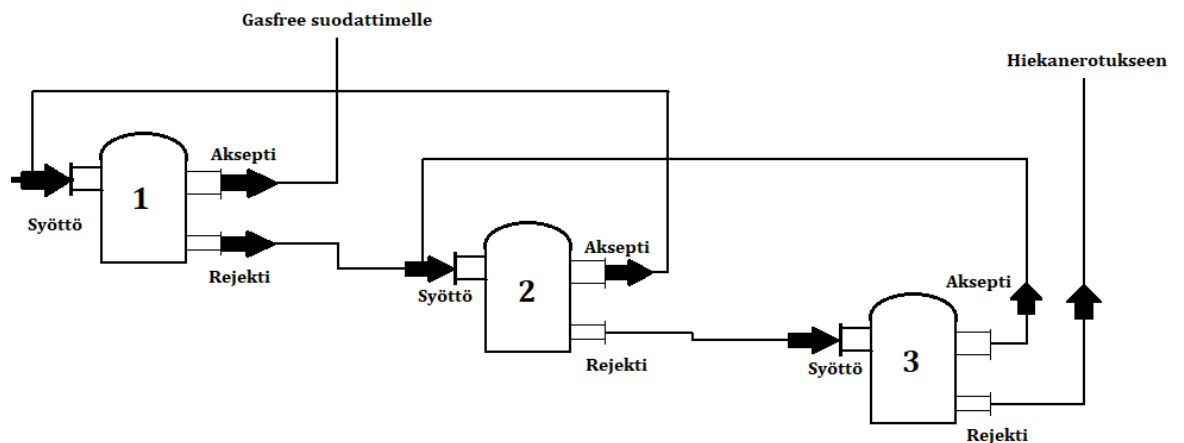 Gasfree suodattimelle
Hiekanerotukseen
Aksepti
1
Syöttö
Rejekti
Aksepti
2
Syöttö
Rejekti
Aksepti
3
Syöttö
Rejekti